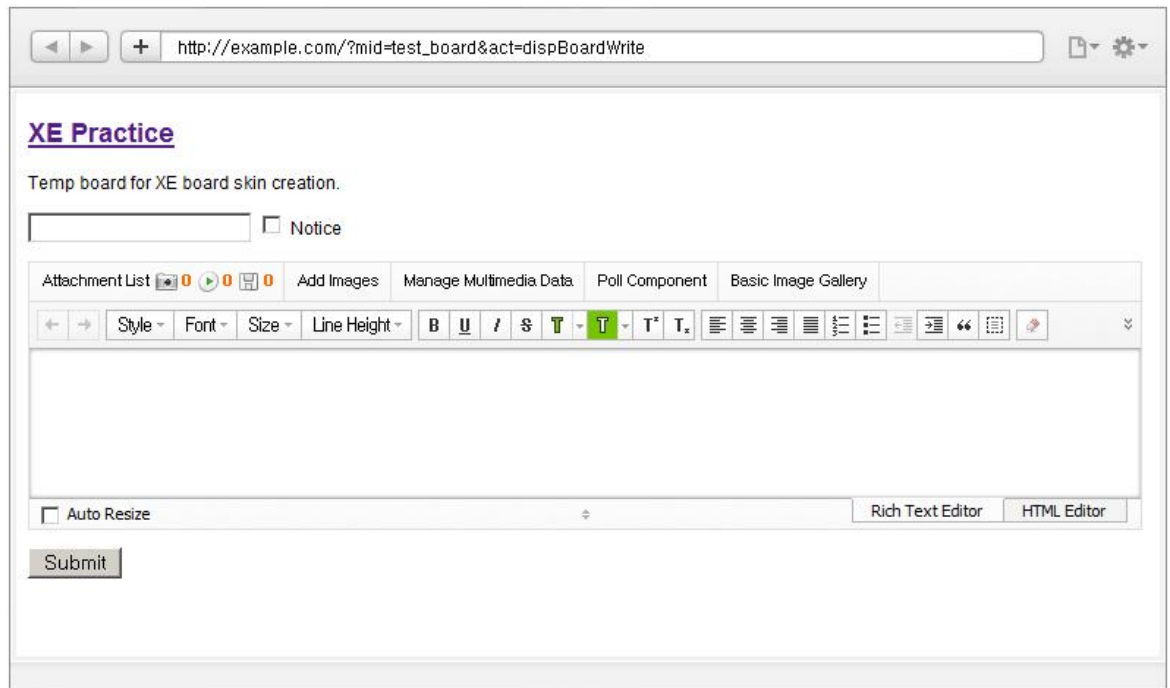 http://example.com/?mid=test_board&act=dispBoardWrite
XE Practice
Temp board for XE board skin creation.
Notice
Attachment List 0 0 0 Add Images Manage Multimedia Data Poll Component Basic Image Gallery
Style Font Size Line Height B U I S T T T² Tₓ
Auto Resize Rich Text Editor HTML Editor
Submit